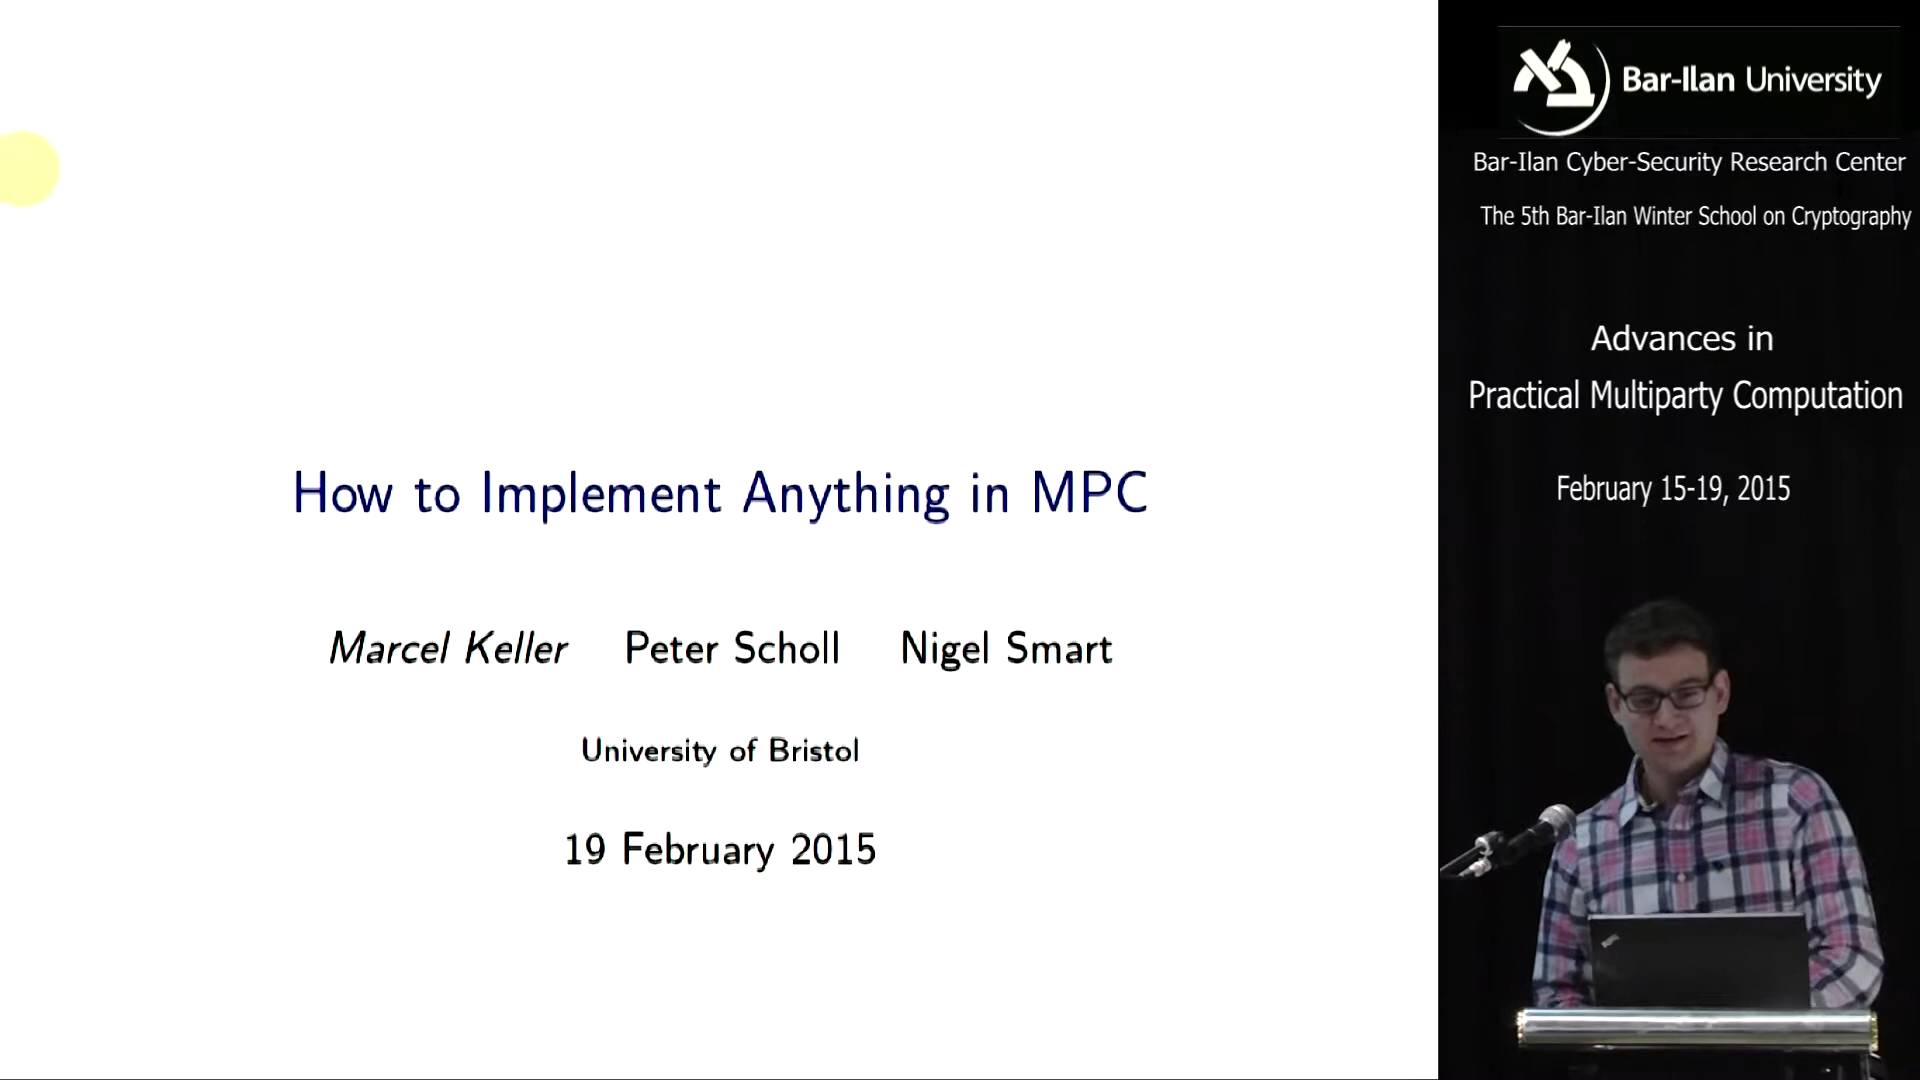 How to Implement Anything in MPC
Marcel Keller Peter Scholl Nigel Smart
University of Bristol
19 February 2015
Bar-Ilan University
Bar-Ilan Cyber-Security Research Center
The 5th Bar-Ilan Winter School on Cryptography
Advances in
Practical Multiparty Computation
February 15-19, 2015